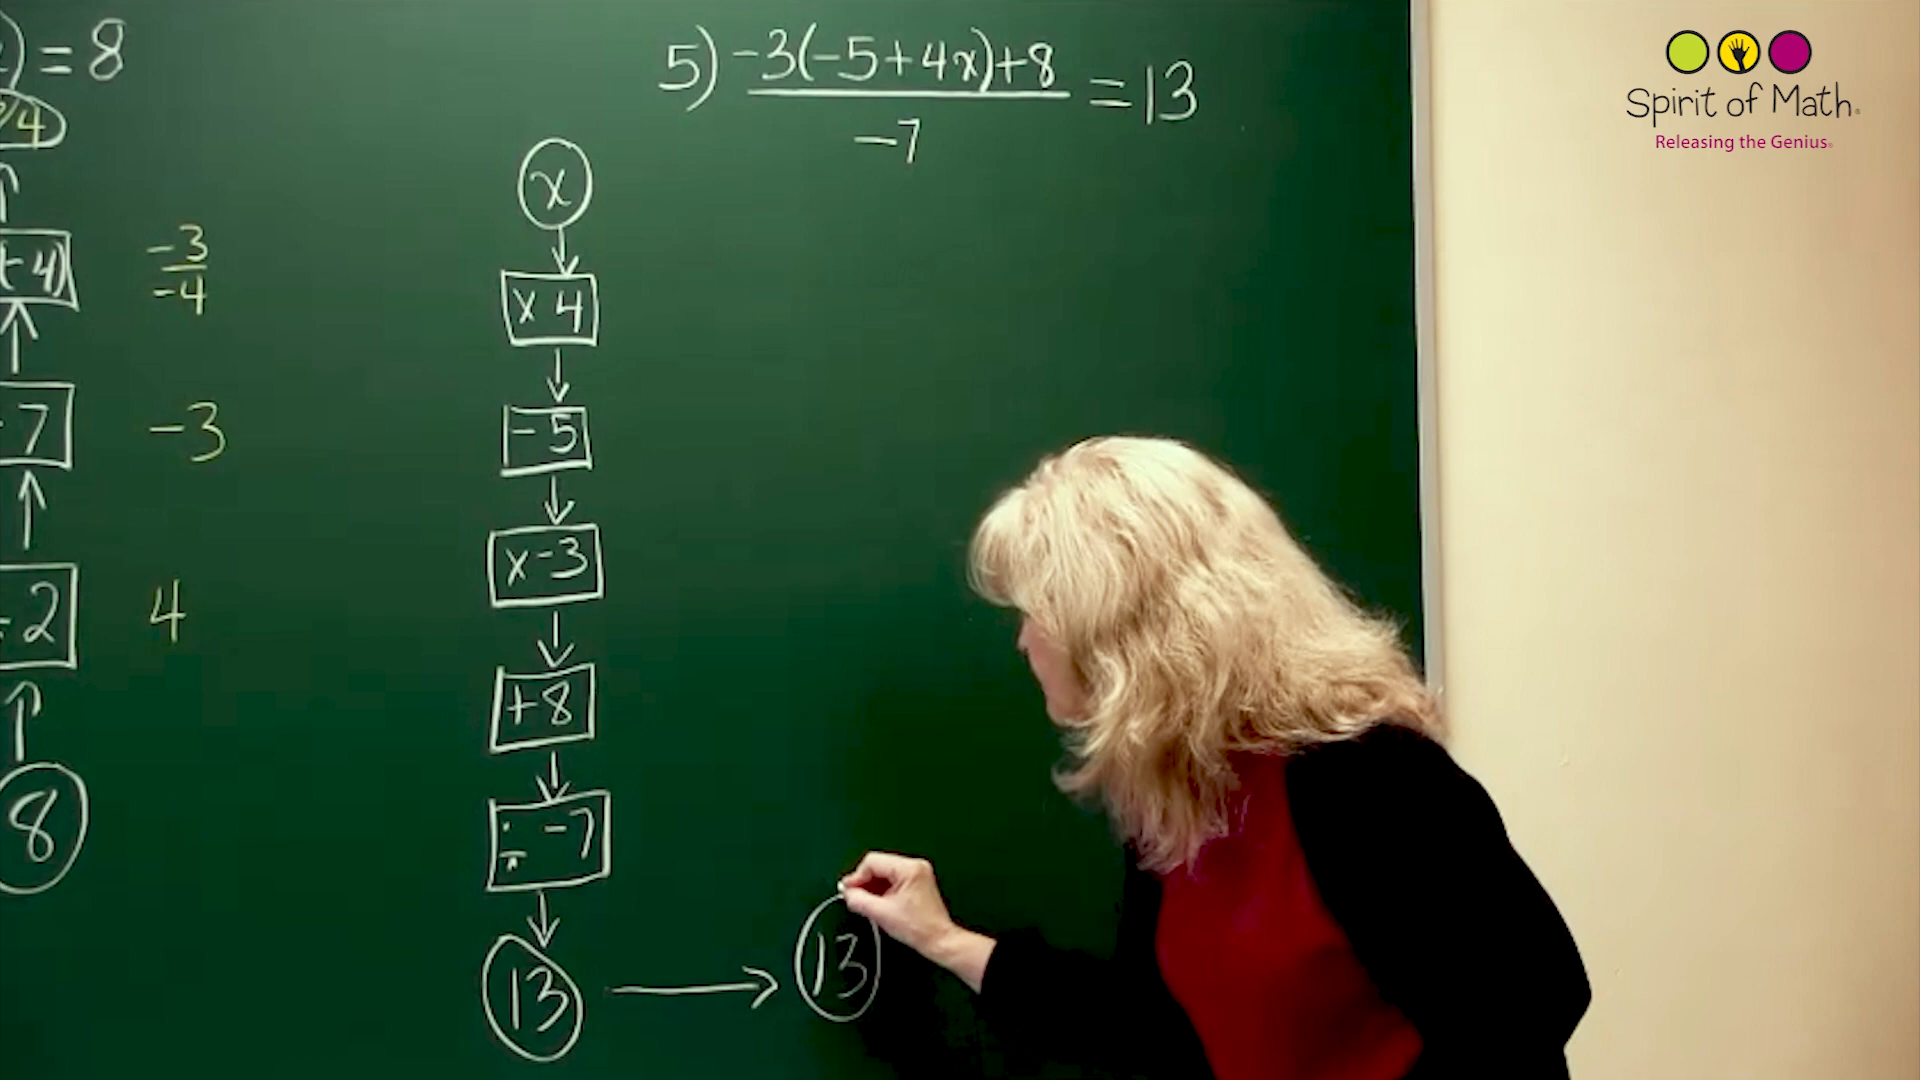 ) = 8
4
-4)
7
÷2
8
-3
-4
-3
4
5) -3(-5+4x)+8 = 13
-7
x
x 4
-5
x -3
+8
÷ -7
13
13
Spirit of Math
Releasing the Genius